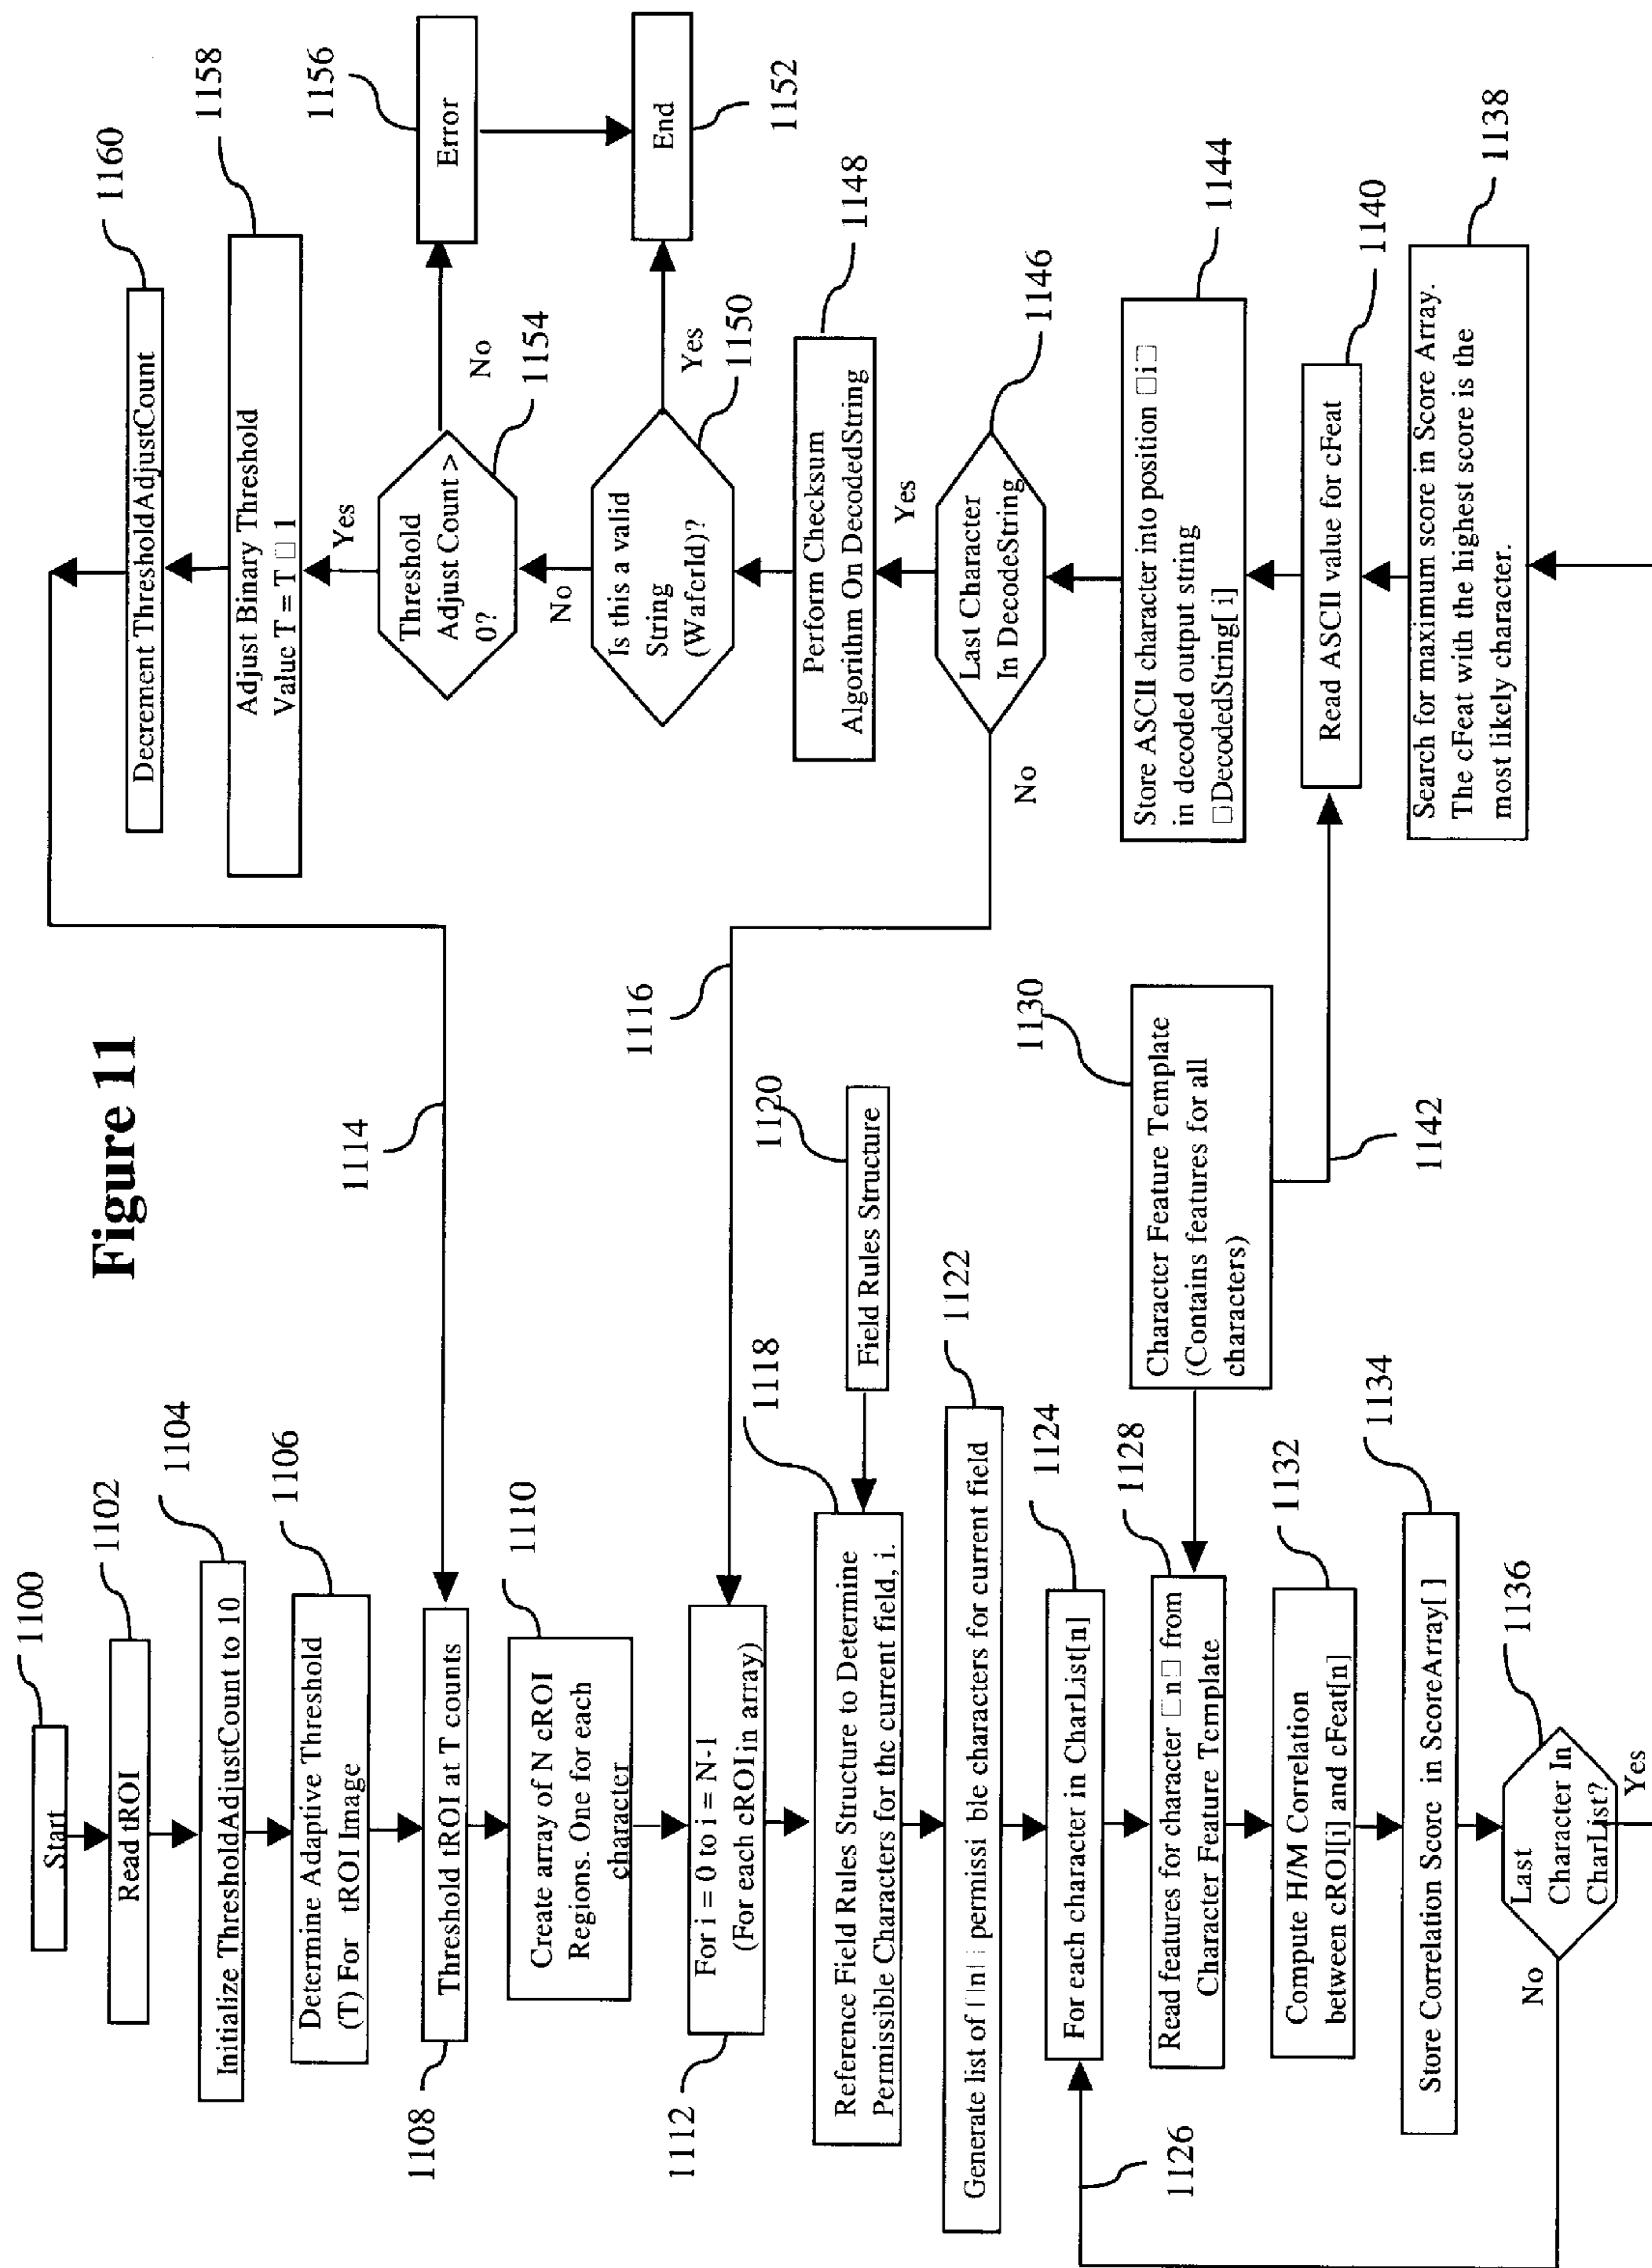 Figure 11
Start
1100
Read tROI
1102
Initialize ThresholdAdjustCount to 10
1104
Determine Adaptive Threshold
(T) For tROI Image
1106
Threshold tROI at T counts
1108
Create array of N cROI
Regions. One for each
character
1110
For i = 0 to i = N-1
(For each cROI in array)
1112
1114
1116
Reference Field Rules Structure to Determine
Permissible Characters for the current field, i.
1118
Field Rules Structure
1120
Generate list of □n□ permissi ble characters for current field
1122
For each character in CharList[n]
1124
1126
Read features for character □n□ from
Character Feature Template
1128
Character Feature Template
(Contains features for all
characters)
1130
Compute H/M Correlation
between cROI[i] and cFeat[n]
1132
Store Correlation Score in ScoreArray[ ]
1134
Last
Character In
CharList?
1136
No
Yes
Search for maximum score in Score Array.
The cFeat with the highest score is the
most likely character.
1138
Read ASCII value for cFeat
1140
1142
Store ASCII character into position □i□
in decoded output string
□DecodedString[ i]
1144
Last Character
In DecodeString
1146
No
Yes
Perform Checksum
Algorithm On DecodedString
1148
Is this a valid
String
(WaferId)?
1150
Yes
No
End
1152
Threshold
Adjust Count >
0?
1154
No
Yes
Error
1156
Adjust Binary Threshold
Value T = T □ 1
1158
Decrement ThresholdAdjustCount
1160